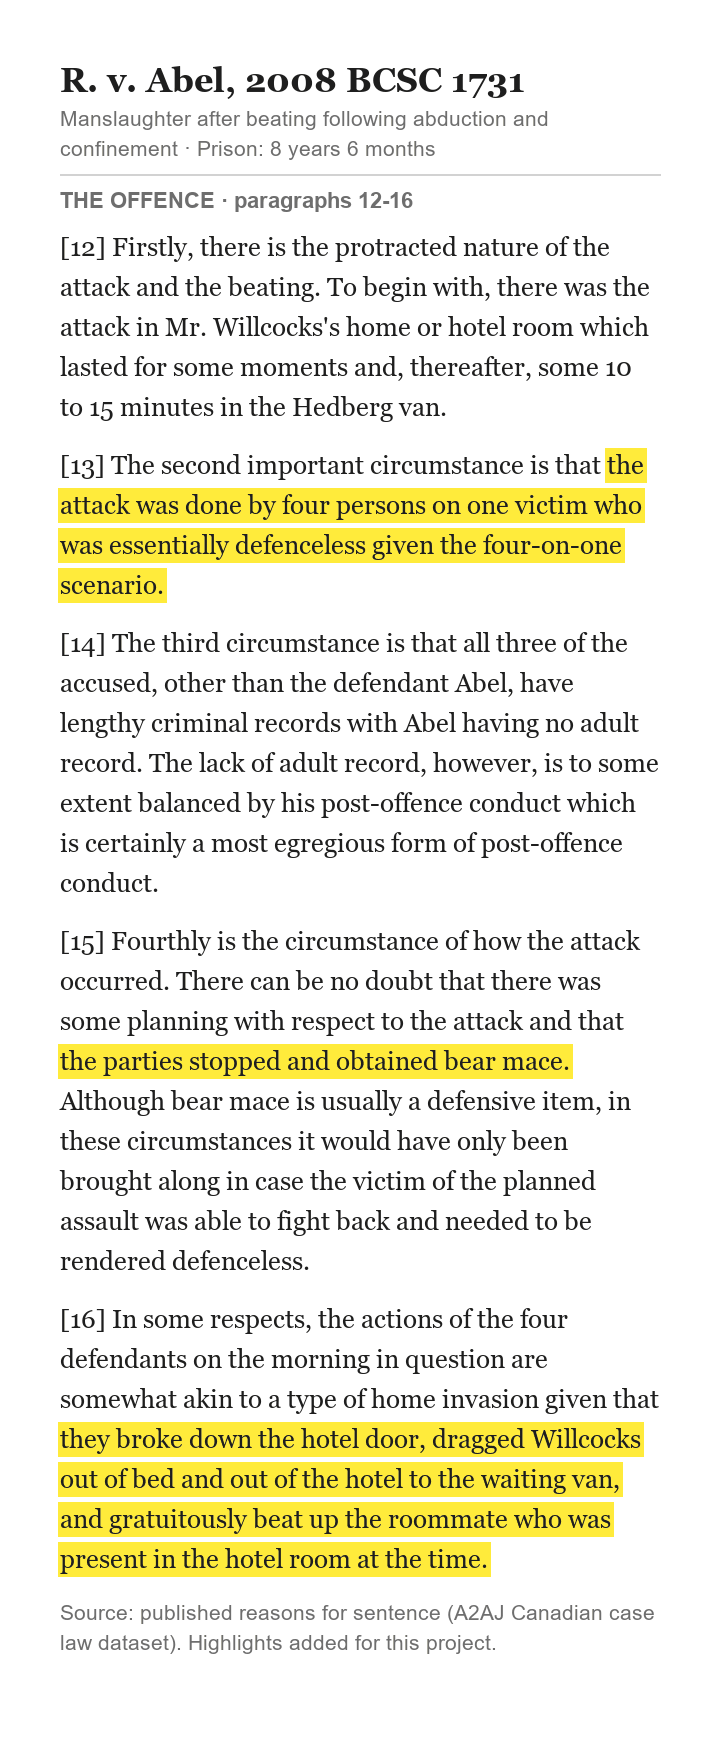 R. v. Abel, 2008 BCSC 1731
Manslaughter after beating following abduction and
confinement · Prison: 8 years 6 months
THE OFFENCE · paragraphs 12-16
[12] Firstly, there is the protracted nature of the
attack and the beating. To begin with, there was the
attack in Mr. Willcocks's home or hotel room which
lasted for some moments and, thereafter, some 10
to 15 minutes in the Hedberg van.
[13] The second important circumstance is that the
attack was done by four persons on one victim who
was essentially defenceless given the four-on-one
scenario.
[14] The third circumstance is that all three of the
accused, other than the defendant Abel, have
lengthy criminal records with Abel having no adult
record. The lack of adult record, however, is to some
extent balanced by his post-offence conduct which
is certainly a most egregious form of post-offence
conduct.
[15] Fourthly is the circumstance of how the attack
occurred. There can be no doubt that there was
some planning with respect to the attack and that
the parties stopped and obtained bear mace.
Although bear mace is usually a defensive item, in
these circumstances it would have only been
brought along in case the victim of the planned
assault was able to fight back and needed to be
rendered defenceless.
[16] In some respects, the actions of the four
defendants on the morning in question are
somewhat akin to a type of home invasion given that
they broke down the hotel door, dragged Willcocks
out of bed and out of the hotel to the waiting van,
and gratuitously beat up the roommate who was
present in the hotel room at the time.
Source: published reasons for sentence (A2AJ Canadian case
law dataset). Highlights added for this project.